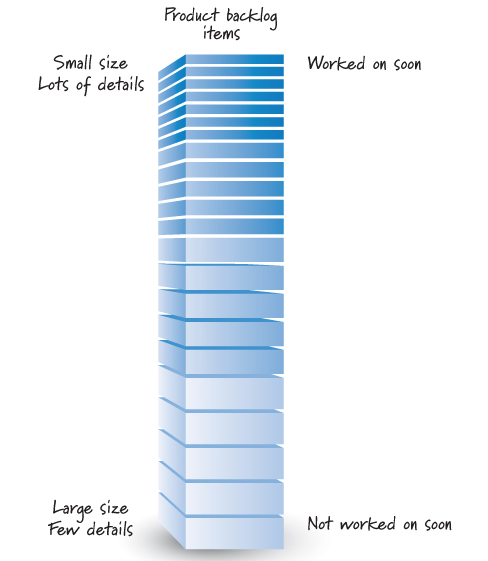 Product backlog
items
Small size
Lots of details
Worked on soon
Large size
Few details
Not worked on soon